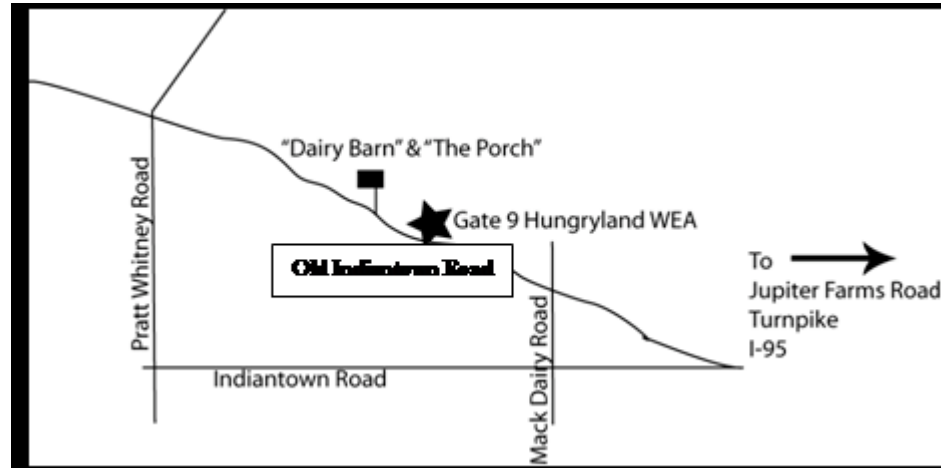 "Dairy Barn" & "The Porch"
Gate 9 Hungryland WEA
Old Indiantown Road
Pratt Whitney Road
To
Jupiter Farms Road
Turnpike
I-95
Indiantown Road
Mack Dairy Road